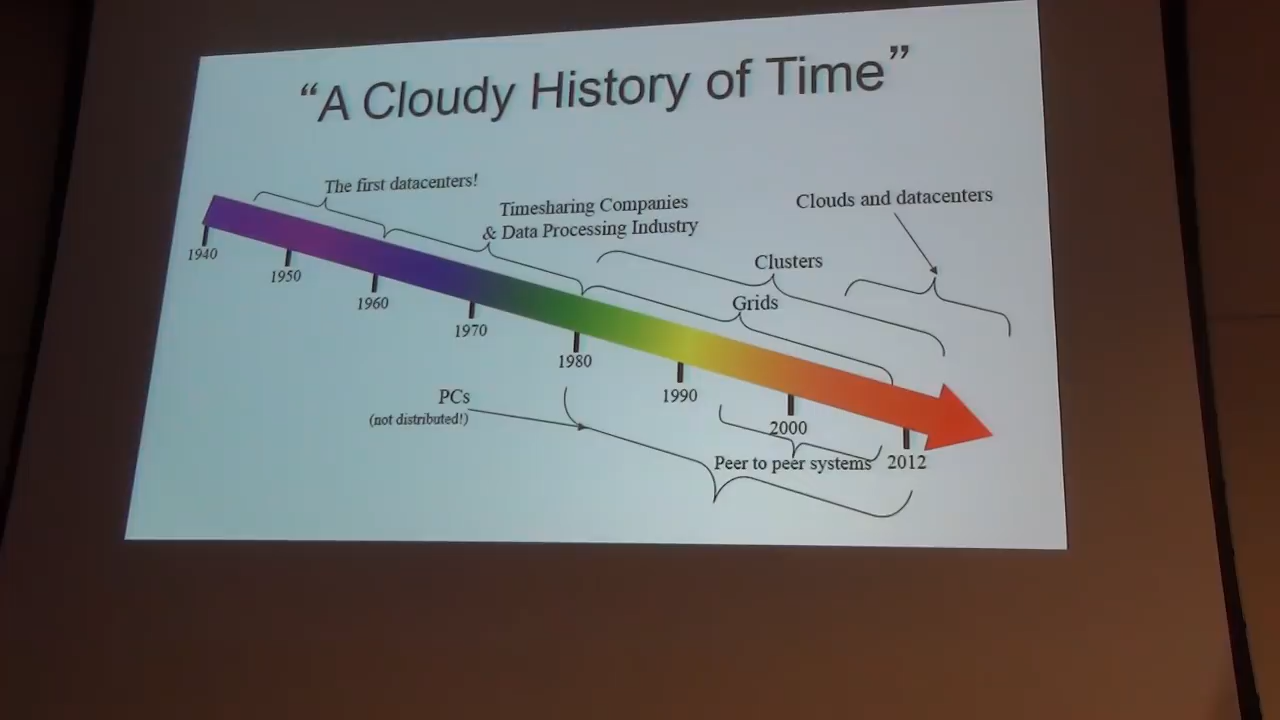 “A Cloudy History of Time”
The first datacenters!
Timesharing Companies
& Data Processing Industry
Clouds and datacenters
Clusters
Grids
1940
1950
1960
1970
1980
1990
2000
2012
PCs
(not distributed!)
Peer to peer systems